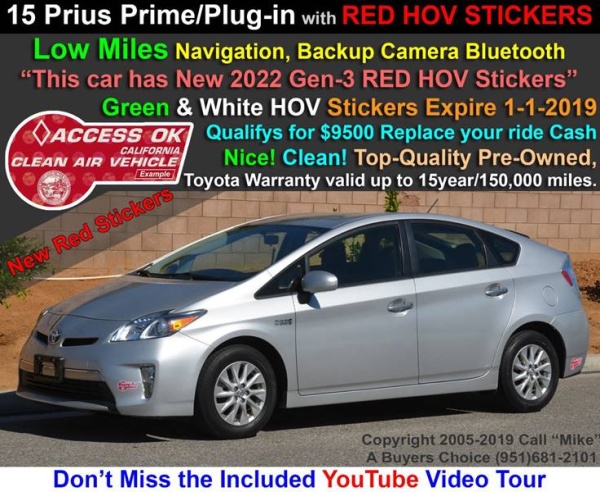 15 Prius Prime/Plug-in with RED HOV STICKERS
Low Miles Navigation, Backup Camera Bluetooth
“This car has New 2022 Gen-3 RED HOV Stickers”
Green & White HOV Stickers Expire 1-1-2019
ACCESS OK
CALIFORNIA
CLEAN AIR VEHICLE
Example
Qualifys for $9500 Replace your ride Cash
Nice! Clean! Top-Quality Pre-Owned,
Toyota Warranty valid up to 15year/150,000 miles.
New Red Stickers
Copyright 2005-2019 Call “Mike”
A Buyers Choice (951)681-2101
Don’t Miss the Included YouTube Video Tour